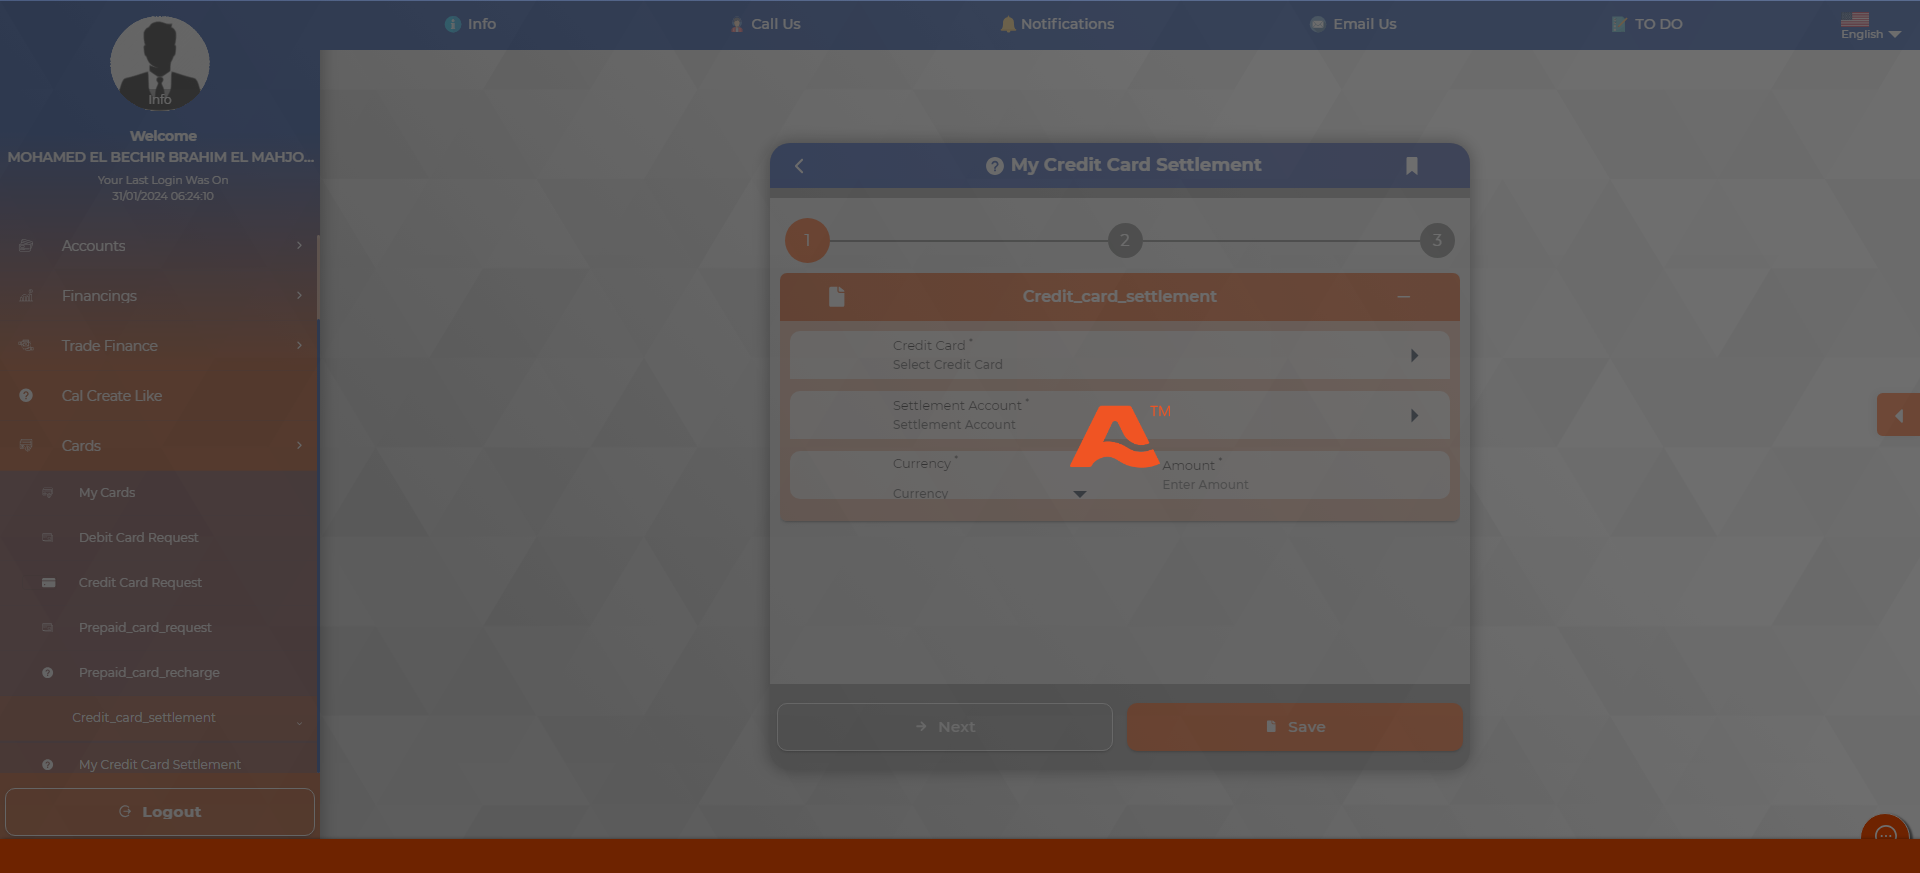 Info
Call Us
Notifications
Email Us
TO DO
English
Info
Welcome
MOHAMED EL BECHIR BRAHIM EL MAHJO...
Your Last Login Was On
31/01/2024 06:24:10
Accounts
Financings
Trade Finance
Cal Create Like
Cards
My Cards
Debit Card Request
Credit Card Request
Prepaid_card_request
Prepaid_card_recharge
Credit_card_settlement
My Credit Card Settlement
Logout
My Credit Card Settlement
1
2
3
Credit_card_settlement
Credit Card *
Select Credit Card
Settlement Account *
Settlement Account
TM
Currency *
Currency
Amount *
Enter Amount
Next
Save